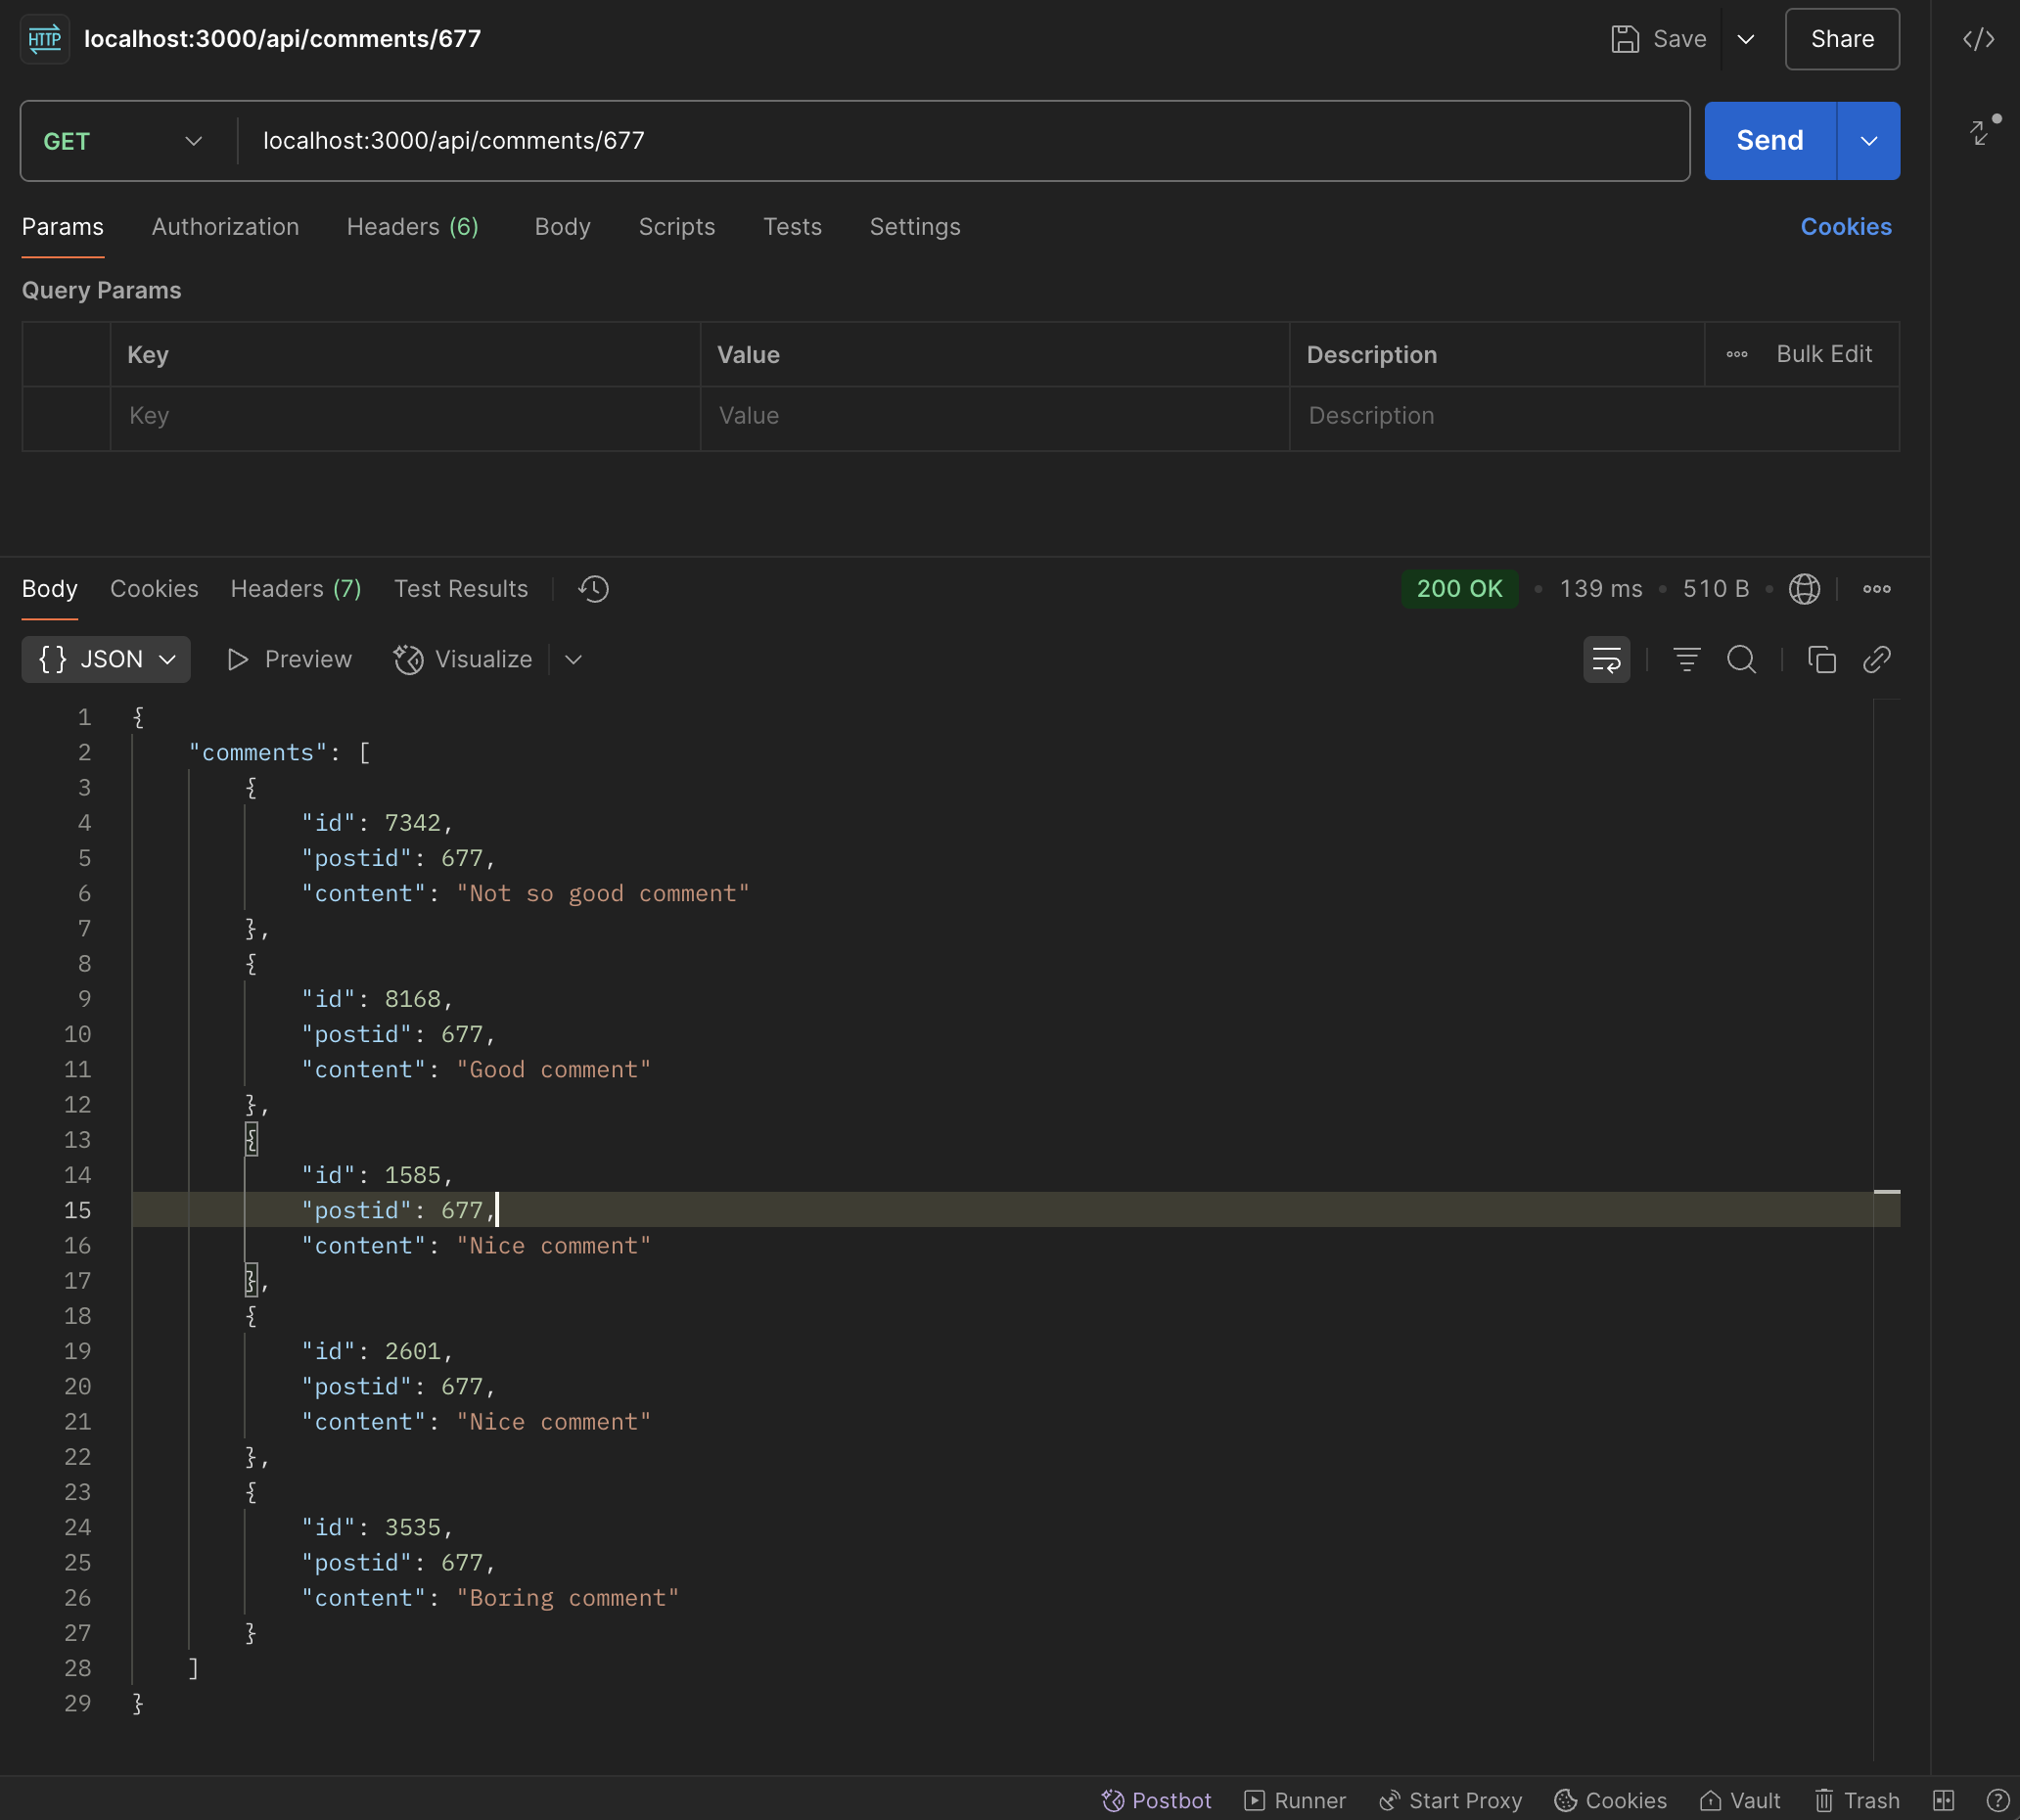 HTTP localhost:3000/api/comments/677 Save Share
GET localhost:3000/api/comments/677 Send
Params Authorization Headers (6) Body Scripts Tests Settings Cookies
Query Params
Key Value Description Bulk Edit
Key Value Description
Body Cookies Headers (7) Test Results 200 OK • 139 ms • 510 B
{} JSON Preview Visualize
1 {
2 "comments": [
3 {
4 "id": 7342,
5 "postid": 677,
6 "content": "Not so good comment"
7 },
8 {
9 "id": 8168,
10 "postid": 677,
11 "content": "Good comment"
12 },
13 {
14 "id": 1585,
15 "postid": 677,
16 "content": "Nice comment"
17 },
18 {
19 "id": 2601,
20 "postid": 677,
21 "content": "Nice comment"
22 },
23 {
24 "id": 3535,
25 "postid": 677,
26 "content": "Boring comment"
27 }
28 ]
29 }
Postbot Runner Start Proxy Cookies Vault Trash